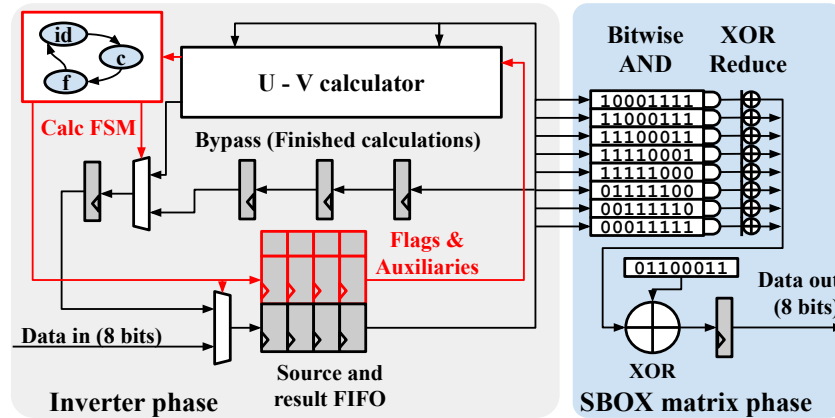 id
c
f
Calc FSM
U - V calculator
Bypass (Finished calculations)
Flags &
Auxiliaries
Data in (8 bits)
Source and
result FIFO
Inverter phase
Bitwise
AND
XOR
Reduce
10001111
11000111
11100011
11110001
11111000
01111100
00111110
00011111
01100011
Data out
(8 bits)
XOR
SBOX matrix phase